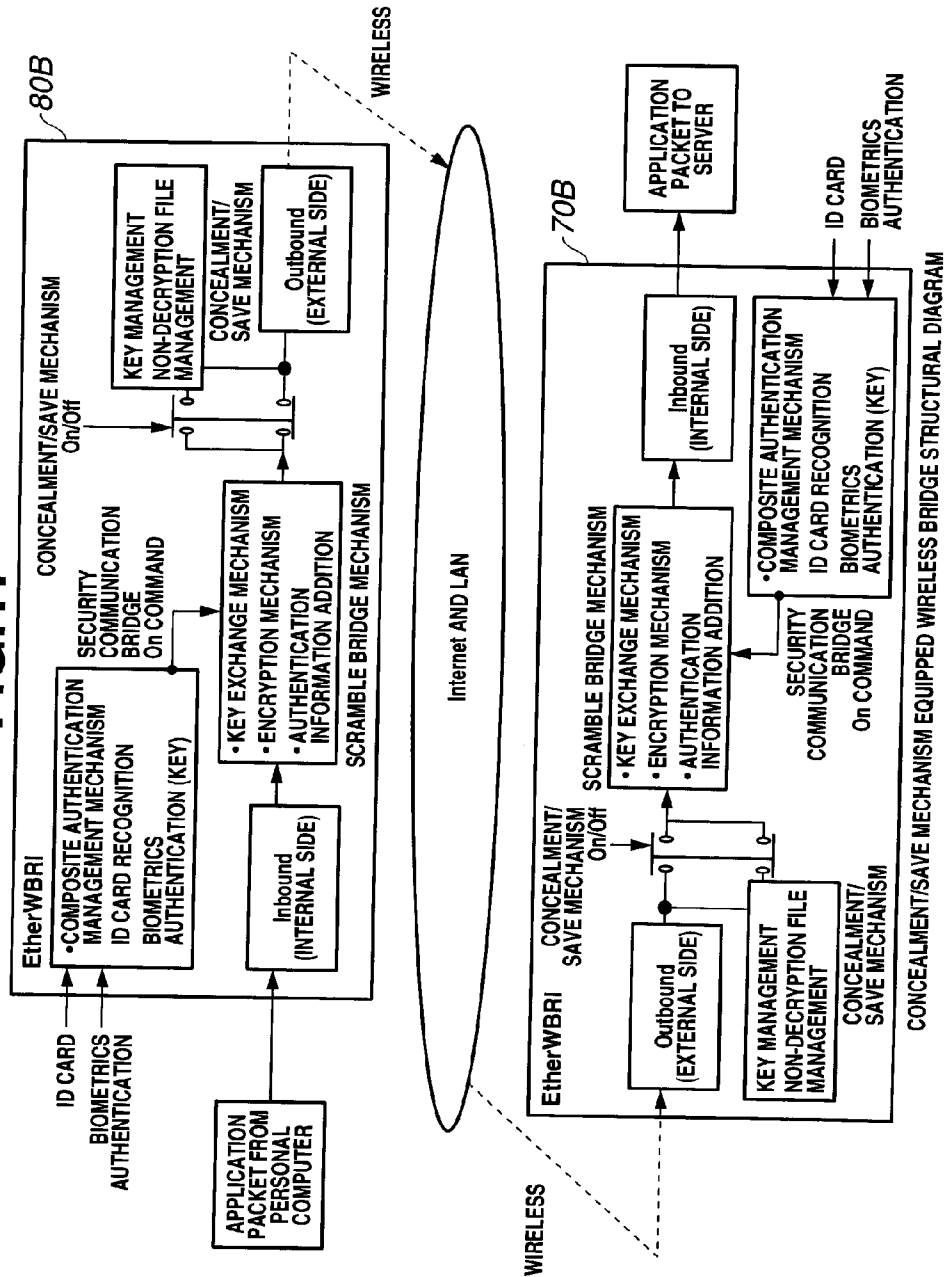 EtherWBRI
80B
ID CARD
BIOMETRICS
AUTHENTICATION
•COMPOSITE AUTHENTICATION
MANAGEMENT MECHANISM
ID CARD RECOGNITION
BIOMETRICS
AUTHENTICATION (KEY)
SECURITY
COMMUNICATION
BRIDGE
On COMMAND
CONCEALMENT/SAVE MECHANISM
On/Off
KEY MANAGEMENT
NON-DECRYPTION FILE
MANAGEMENT
CONCEALMENT/
SAVE MECHANISM
APPLICATION
PACKET FROM
PERSONAL
COMPUTER
Inbound
(INTERNAL SIDE)
• KEY EXCHANGE MECHANISM
• ENCRYPTION MECHANISM
• AUTHENTICATION
INFORMATION ADDITION
SCRAMBLE BRIDGE MECHANISM
Outbound
(EXTERNAL SIDE)
WIRELESS
Internet AND LAN
WIRELESS
EtherWBRI
70B
CONCEALMENT/
SAVE MECHANISM
On/Off
SCRAMBLE BRIDGE MECHANISM
Outbound
(EXTERNAL SIDE)
• KEY EXCHANGE MECHANISM
• ENCRYPTION MECHANISM
• AUTHENTICATION
INFORMATION ADDITION
Inbound
(INTERNAL SIDE)
APPLICATION
PACKET TO
SERVER
KEY MANAGEMENT
NON-DECRYPTION FILE
MANAGEMENT
CONCEALMENT/
SAVE MECHANISM
SECURITY
COMMUNICATION
BRIDGE
On COMMAND
•COMPOSITE AUTHENTICATION
MANAGEMENT MECHANISM
ID CARD RECOGNITION
BIOMETRICS
AUTHENTICATION (KEY)
ID CARD
BIOMETRICS
AUTHENTICATION
CONCEALMENT/SAVE MECHANISM EQUIPPED WIRELESS BRIDGE STRUCTURAL DIAGRAM